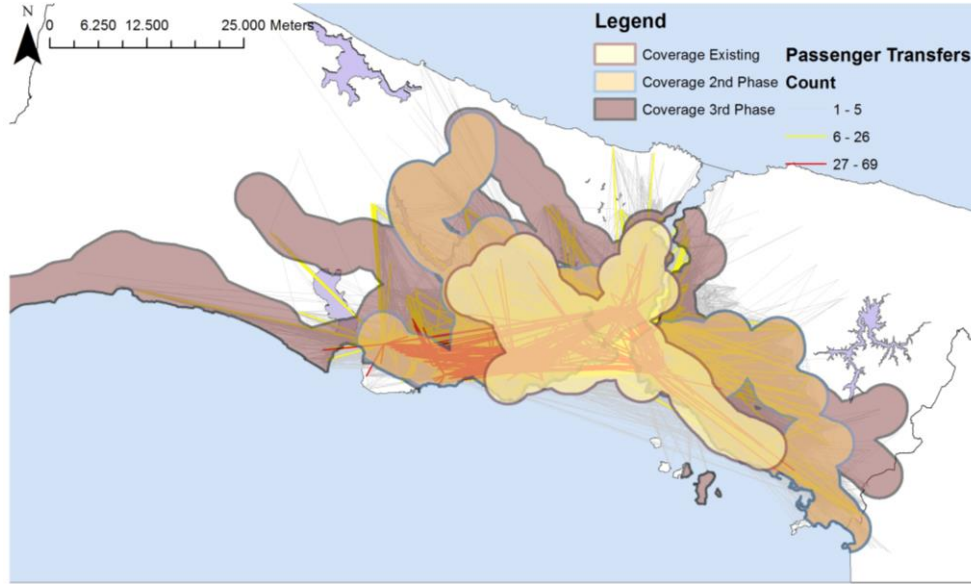 N
0 6.250 12.500 25.000 Meters
Legend
Coverage Existing
Coverage 2nd Phase
Coverage 3rd Phase
Passenger Transfers
Count
1 - 5
6 - 26
27 - 69